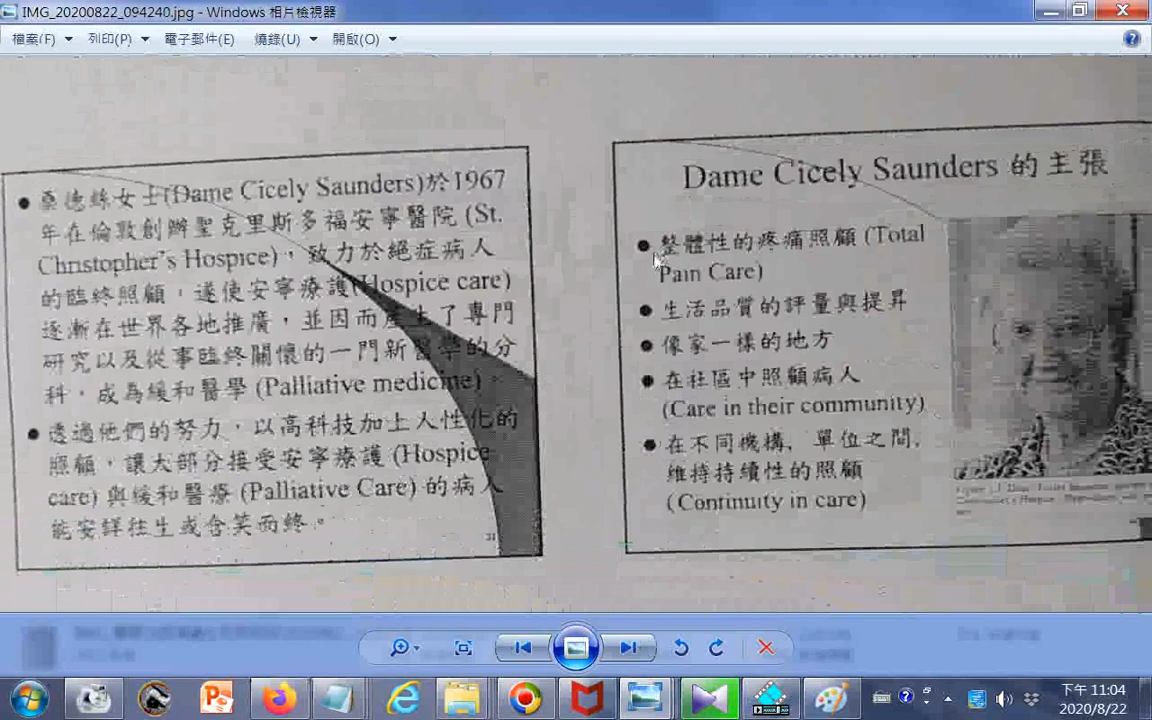 IMG_20200822_094240.jpg - Windows 相片檢視器
檔案(F) 列印(P) 電子郵件(E) 燒錄(U) 開啟(O)
桑德絲女士(Dame Cicely Saunders)於1967
年在倫敦創辦聖克里斯多福安寧醫院 (St.
Christopher's Hospice)，致力於絕症病人
的臨終照顧，遂使安寧療護(Hospice care)
逐漸在世界各地推廣，並因而產生了專門
研究以及從事臨終關懷的一門新醫學的分
科，成為緩和醫學 (Palliative medicine)。
透過他們的努力，以高科技加上人性化的
照顧，讓大部分接受安寧療護 (Hospice
care) 與緩和醫療 (Palliative Care) 的病人
能安詳往生或含笑而終。
Dame Cicely Saunders 的主張
整體性的疼痛照顧 (Total
Pain Care)
生活品質的評量與提昇
像家一樣的地方
在社區中照顧病人
(Care in their community)
在不同機構，單位之間，
維持持續性的照顧
(Continuity in care)
下午 11:04
2020/8/22